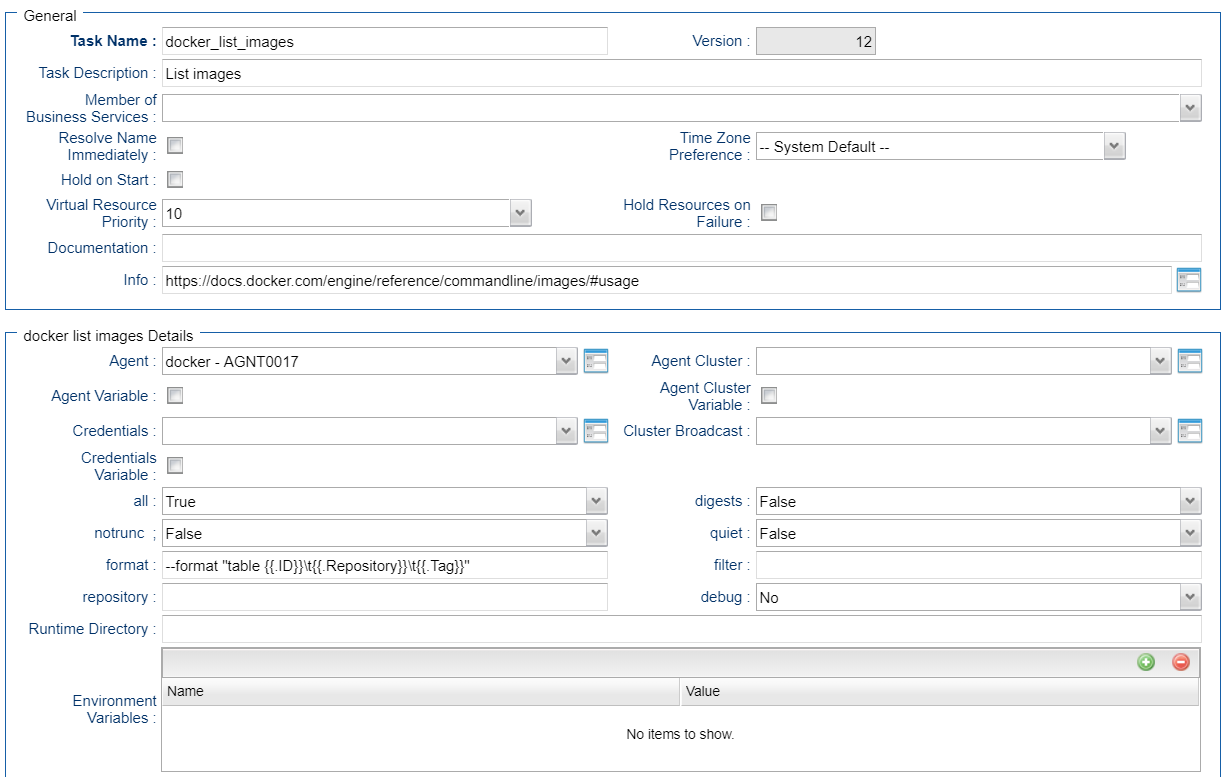 General
Task Name : docker_list_images Version : 12
Task Description : List images
Member of
Business Services :
Resolve Name
Immediately :
Time Zone
Preference : -- System Default --
Hold on Start :
Virtual Resource
Priority : 10
Hold Resources on
Failure :
Documentation :
Info : https://docs.docker.com/engine/reference/commandline/images/#usage
docker list images Details
Agent : docker - AGNT0017 Agent Cluster :
Agent Variable :
Agent Cluster
Variable :
Credentials : Cluster Broadcast :
Credentials
Variable :
all : True digests : False
notrunc ; False quiet : False
format : --format "table {{.ID}}\t{{.Repository}}\t{{.Tag}}" filter :
repository : debug : No
Runtime Directory :
Environment
Variables :
Name Value
No items to show.